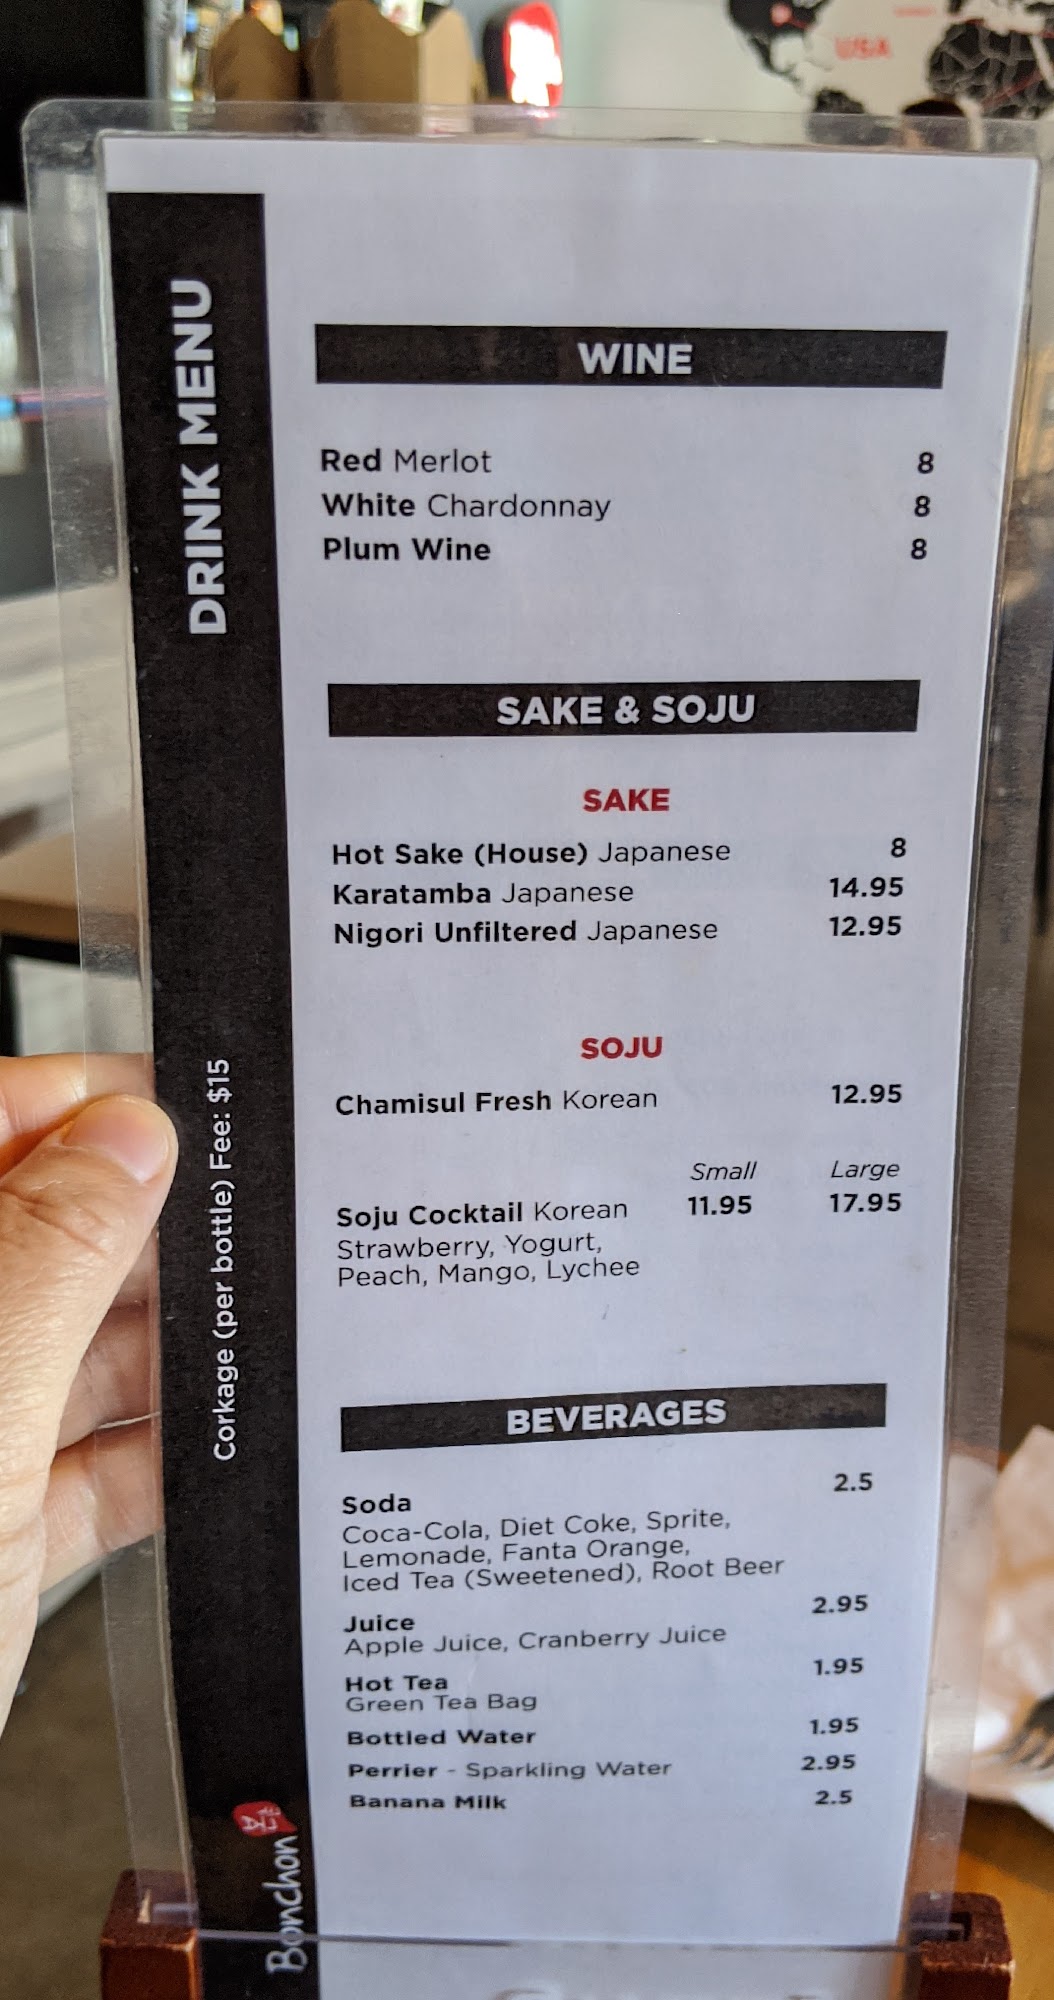 USA
DRINK MENU
Corkage (per bottle) Fee: $15
Bonchon
WINE
Red Merlot 8
White Chardonnay 8
Plum Wine 8
SAKE & SOJU
SAKE
Hot Sake (House) Japanese 8
Karatamba Japanese 14.95
Nigori Unfiltered Japanese 12.95
SOJU
Chamisul Fresh Korean 12.95
Small Large
Soju Cocktail Korean 11.95 17.95
Strawberry, Yogurt,
Peach, Mango, Lychee
BEVERAGES
Soda 2.5
Coca-Cola, Diet Coke, Sprite,
Lemonade, Fanta Orange,
Iced Tea (Sweetened), Root Beer
Juice 2.95
Apple Juice, Cranberry Juice
Hot Tea 1.95
Green Tea Bag
Bottled Water 1.95
Perrier - Sparkling Water 2.95
Banana Milk 2.5